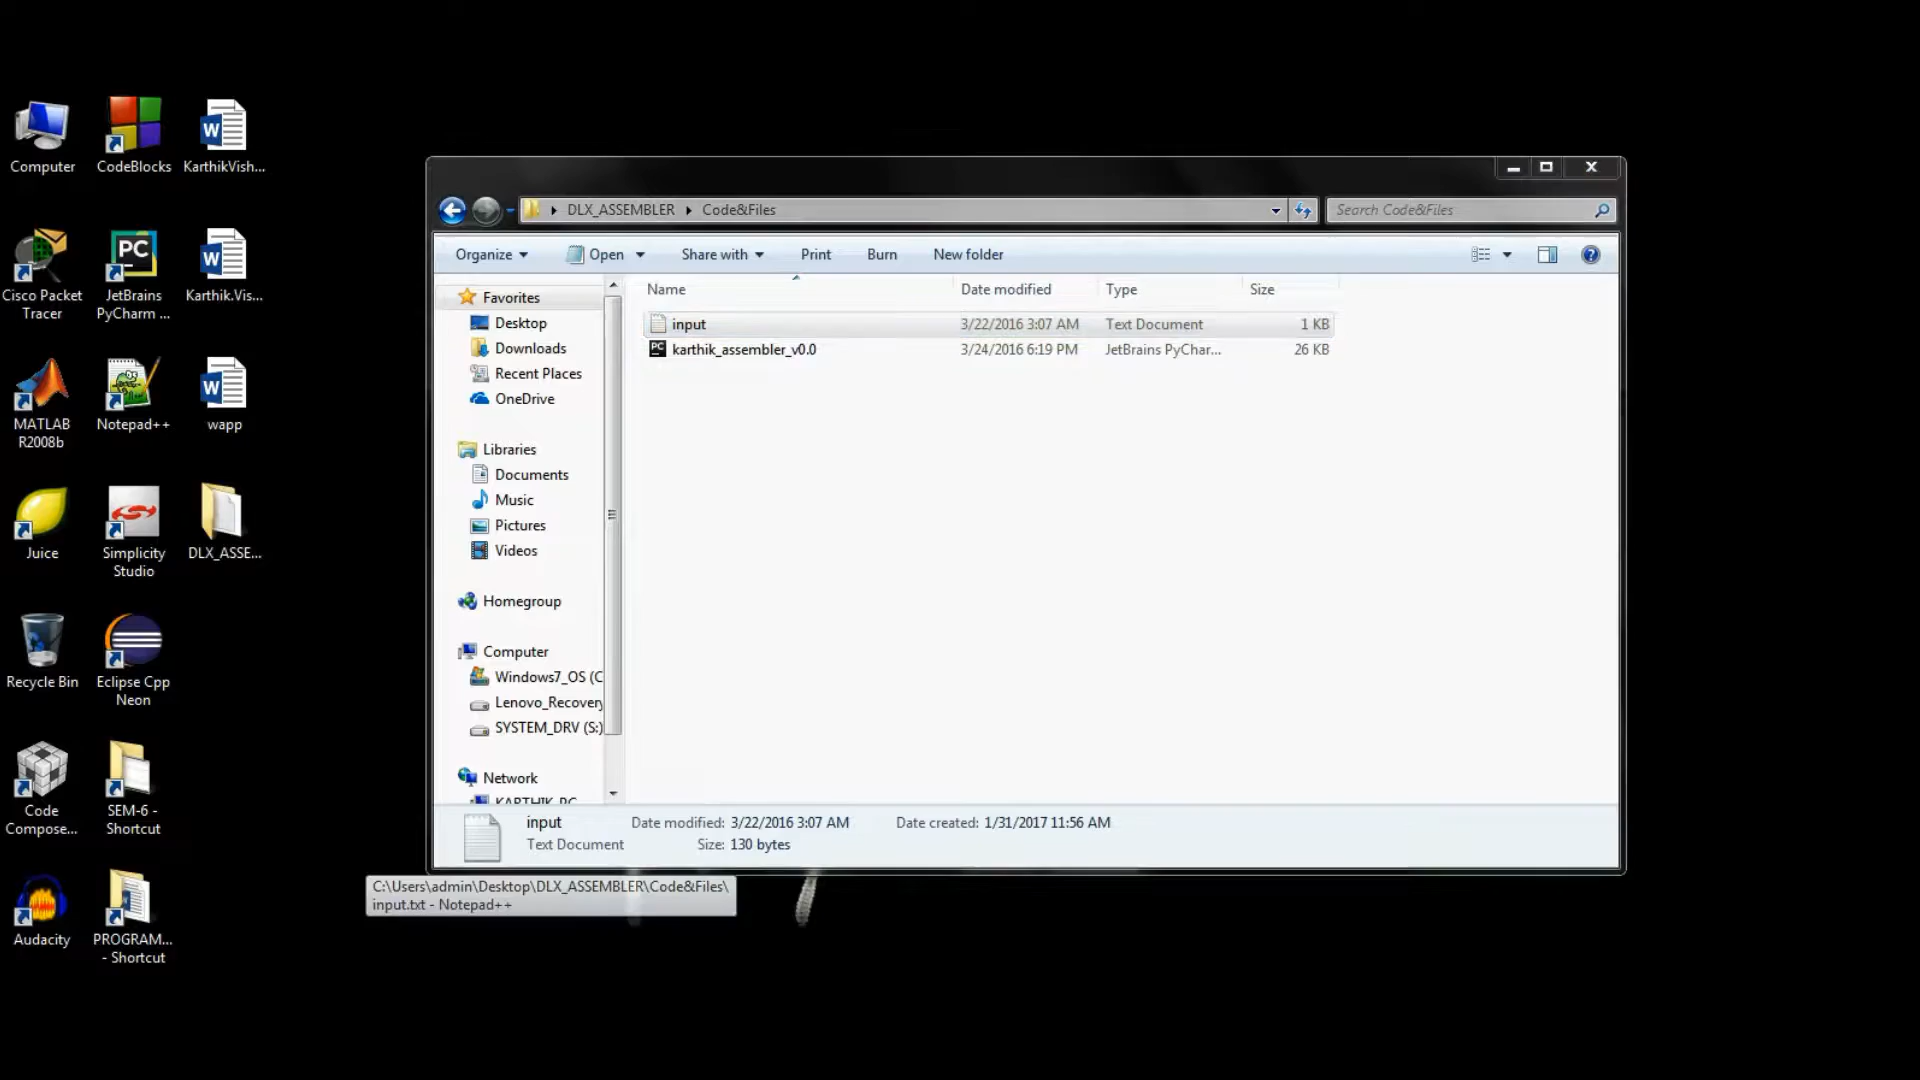 Computer
CodeBlocks
KarthikVish...
Cisco Packet
Tracer
JetBrains
PyCharm ...
Karthik.Vis...
MATLAB
R2008b
Notepad++
wapp
Juice
Simplicity
Studio
DLX_ASSE...
Recycle Bin
Eclipse Cpp
Neon
Code
Compose...
SEM-6 -
Shortcut
Audacity
PROGRAM...
- Shortcut
DLX_ASSEMBLER Code&Files
Search Code&Files
Organize Open Share with Print Burn New folder
Favorites
Desktop
Downloads
Recent Places
OneDrive
Libraries
Documents
Music
Pictures
Videos
Homegroup
Computer
Windows7_OS (C
Lenovo_Recovery
SYSTEM_DRV (S:)
Network
KARTHIK_PC
Name Date modified Type Size
input 3/22/2016 3:07 AM Text Document 1 KB
karthik_assembler_v0.0 3/24/2016 6:19 PM JetBrains PyChar... 26 KB
input Date modified: 3/22/2016 3:07 AM Date created: 1/31/2017 11:56 AM
Text Document Size: 130 bytes
C:\Users\admin\Desktop\DLX_ASSEMBLER\Code&Files\
input.txt - Notepad++